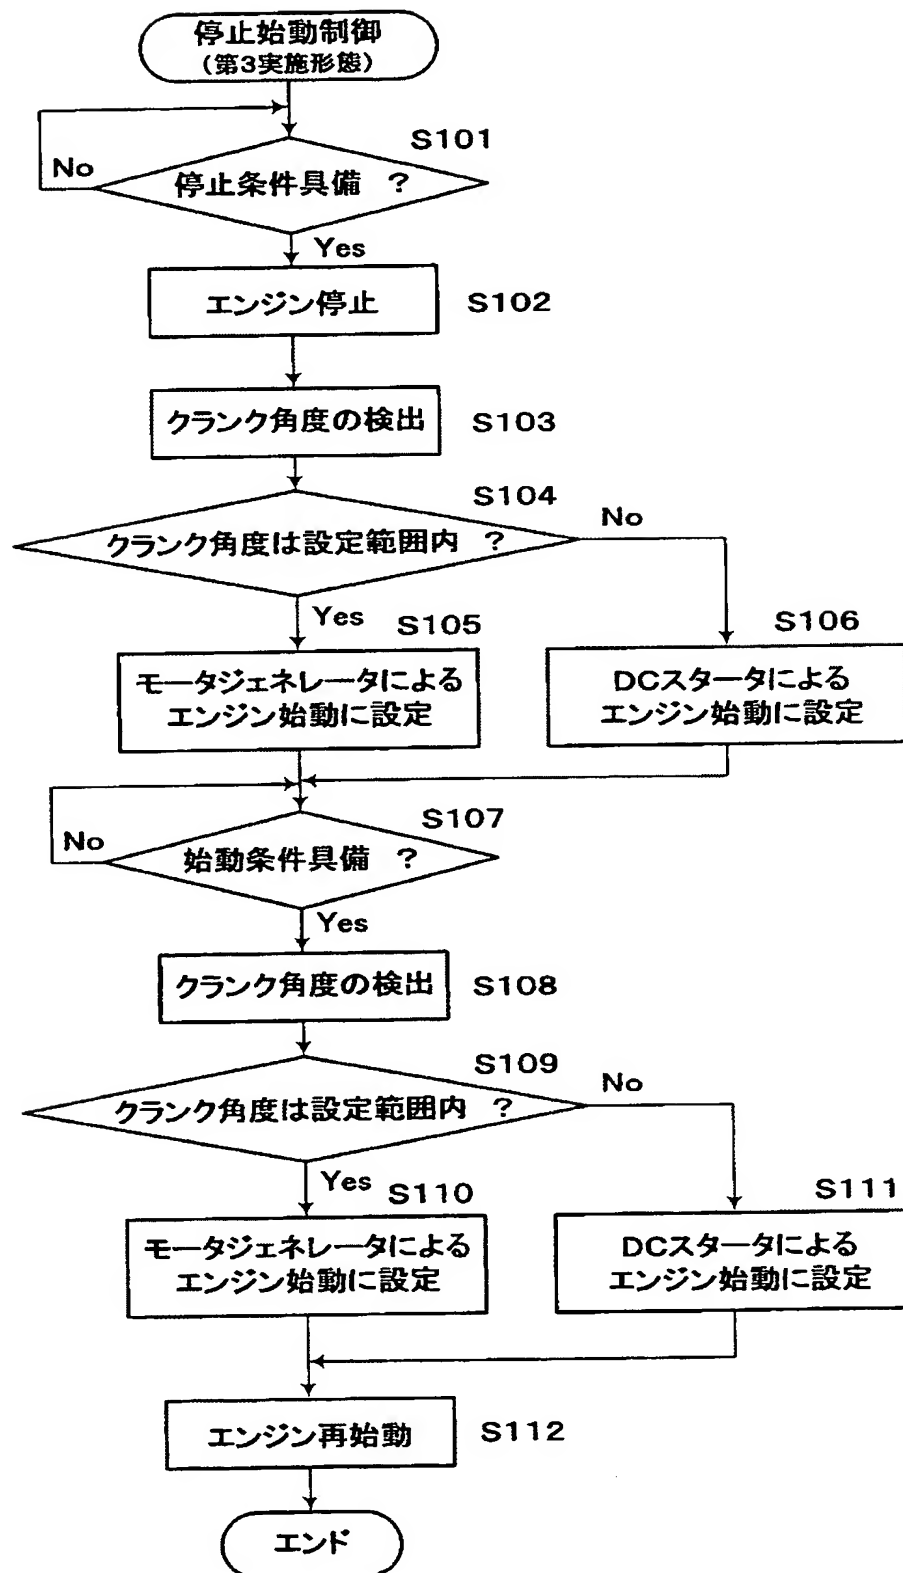 停止始動制御
（第3実施形態）
S101
No
停止条件具備 ？
Yes
エンジン停止
S102
クランク角度の検出
S103
S104
No
クランク角度は設定範囲内 ？
Yes
S105
S106
モータジェネレータによる
エンジン始動に設定
DCスタータによる
エンジン始動に設定
S107
No
始動条件具備 ？
Yes
クランク角度の検出
S108
S109
No
クランク角度は設定範囲内 ？
Yes
S110
S111
モータジェネレータによる
エンジン始動に設定
DCスタータによる
エンジン始動に設定
エンジン再始動
S112
エンド